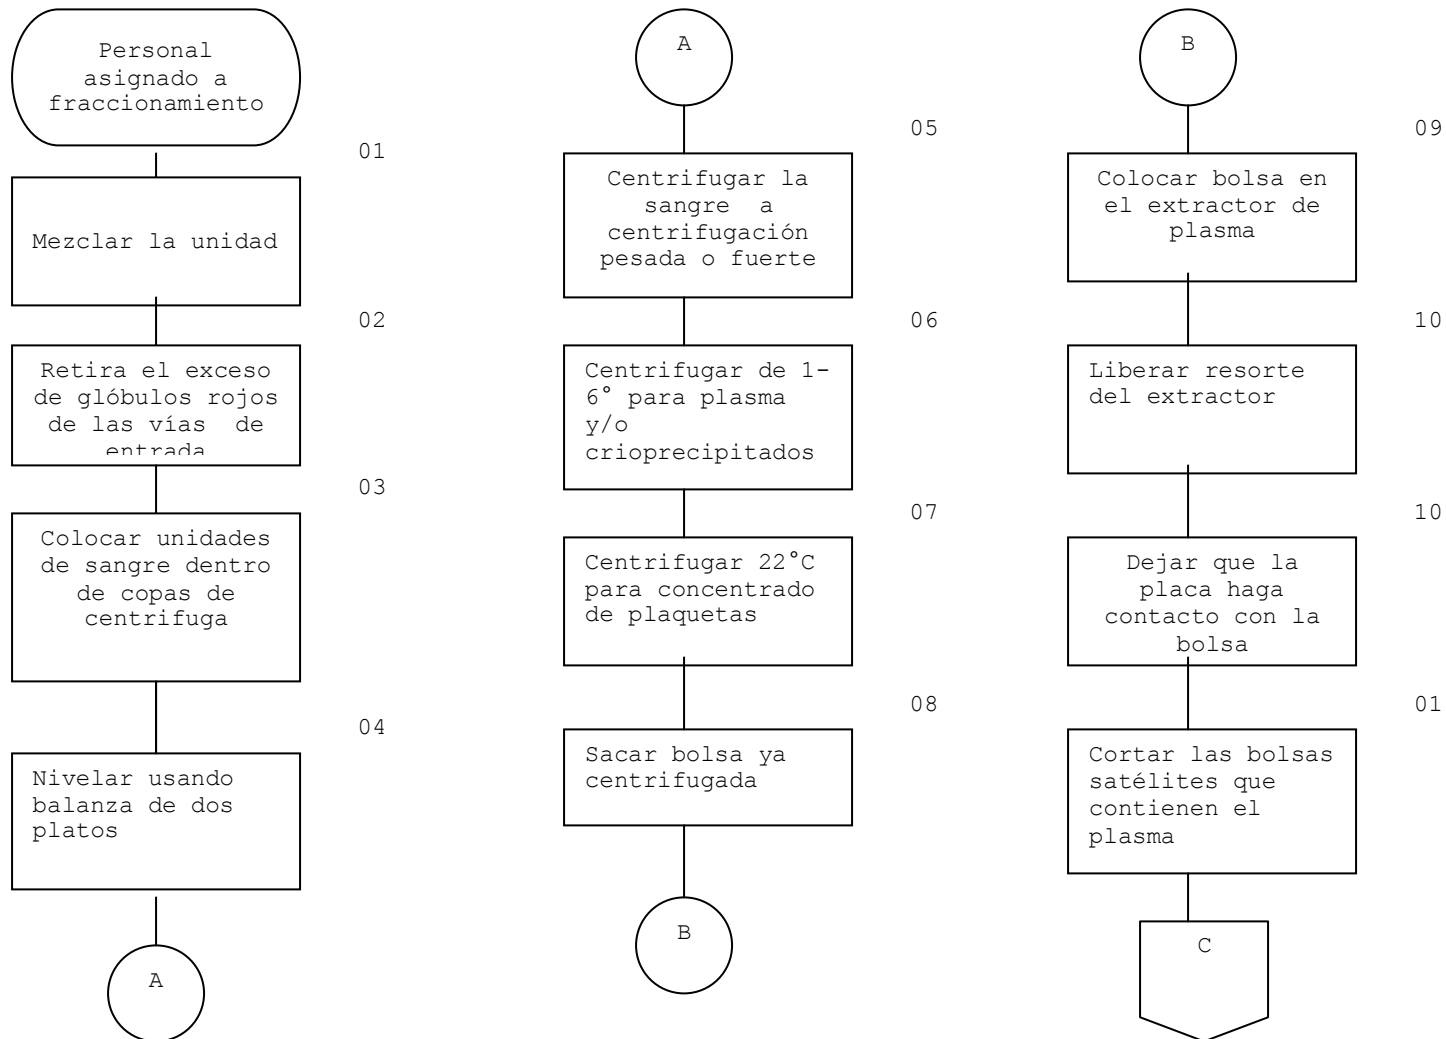 Personal
asignado a
fraccionamiento
01
Mezclar la unidad
02
Retira el exceso
de glóbulos rojos
de las vías de
entrada
03
Colocar unidades
de sangre dentro
de copas de
centrifuga
04
Nivelar usando
balanza de dos
platos
A
A
05
Centrifugar la
sangre a
centrifugación
pesada o fuerte
06
Centrifugar de 1-
6° para plasma
y/o
crioprecipitados
07
Centrifugar 22°C
para concentrado
de plaquetas
08
Sacar bolsa ya
centrifugada
B
B
09
Colocar bolsa en
el extractor de
plasma
10
Liberar resorte
del extractor
10
Dejar que la
placa haga
contacto con la
bolsa
01
Cortar las bolsas
satélites que
contienen el
plasma
C